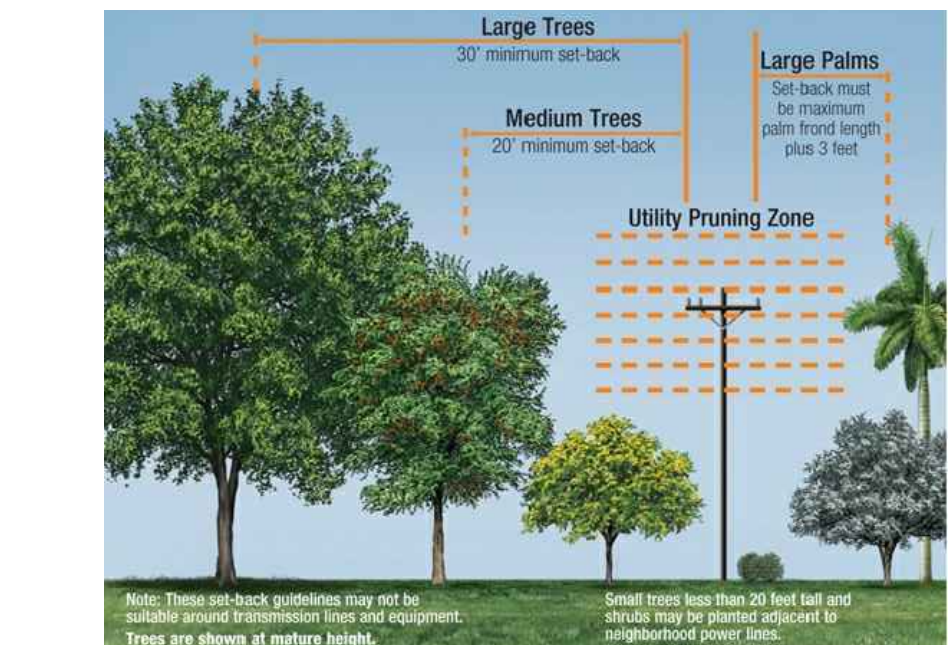 Large Trees
30' minimum set-back
Large Palms
Set-back must
be maximum
palm frond length
plus 3 feet
Medium Trees
20' minimum set-back
Utility Pruning Zone
Note: These set-back guidelines may not be
suitable around transmission lines and equipment.
Trees are shown at mature height.
Small trees less than 20 feet tall and
shrubs may be planted adjacent to
neighborhood power lines.